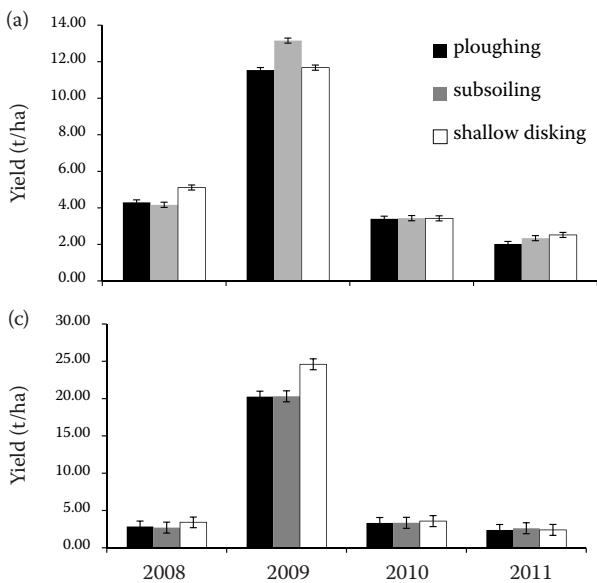 (a)
Yield (t/ha)
14.00
12.00
10.00
8.00
6.00
4.00
2.00
0.00
ploughing
subsoiling
shallow disking
(c)
Yield (t/ha)
30.00
25.00
20.00
15.00
10.00
5.00
0.00
2008 2009 2010 2011